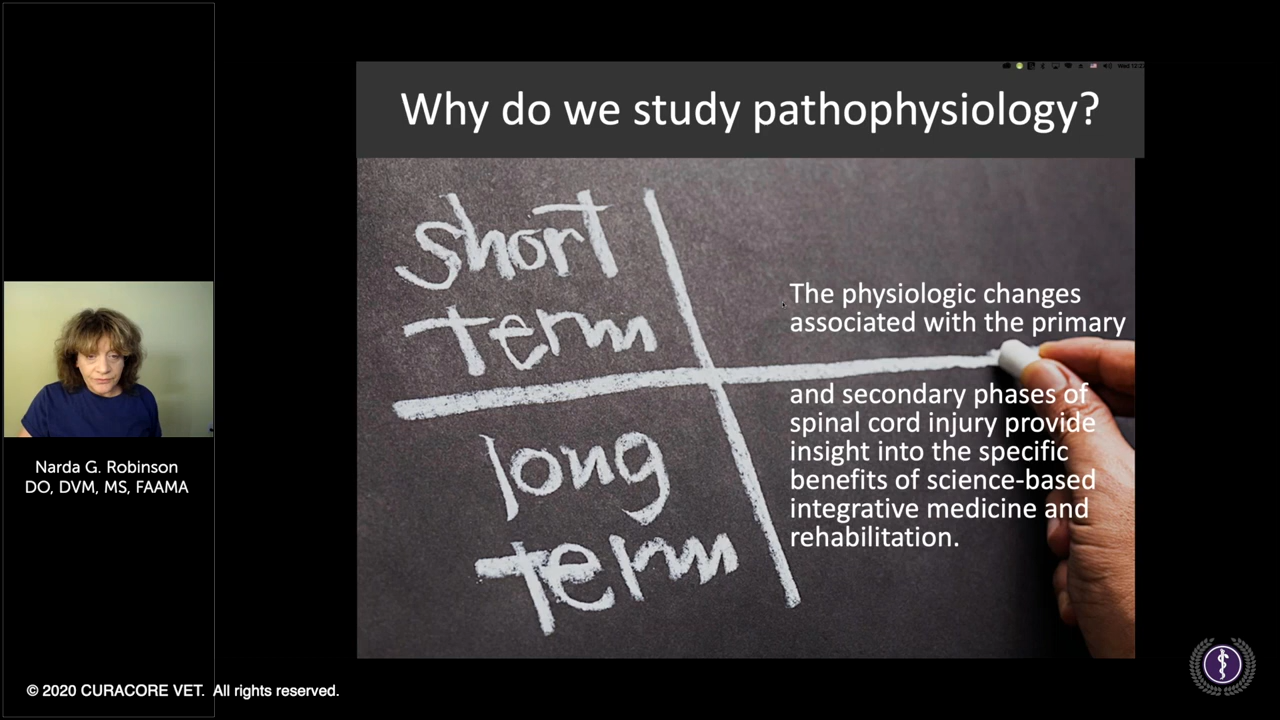 Why do we study pathophysiology?
short
term
long
term
The physiologic changes
associated with the primary
and secondary phases of
spinal cord injury provide
insight into the specific
benefits of science-based
integrative medicine and
rehabilitation.
Narda G. Robinson
DO, DVM, MS, FAAMA
© 2020 CURACORE VET. All rights reserved.